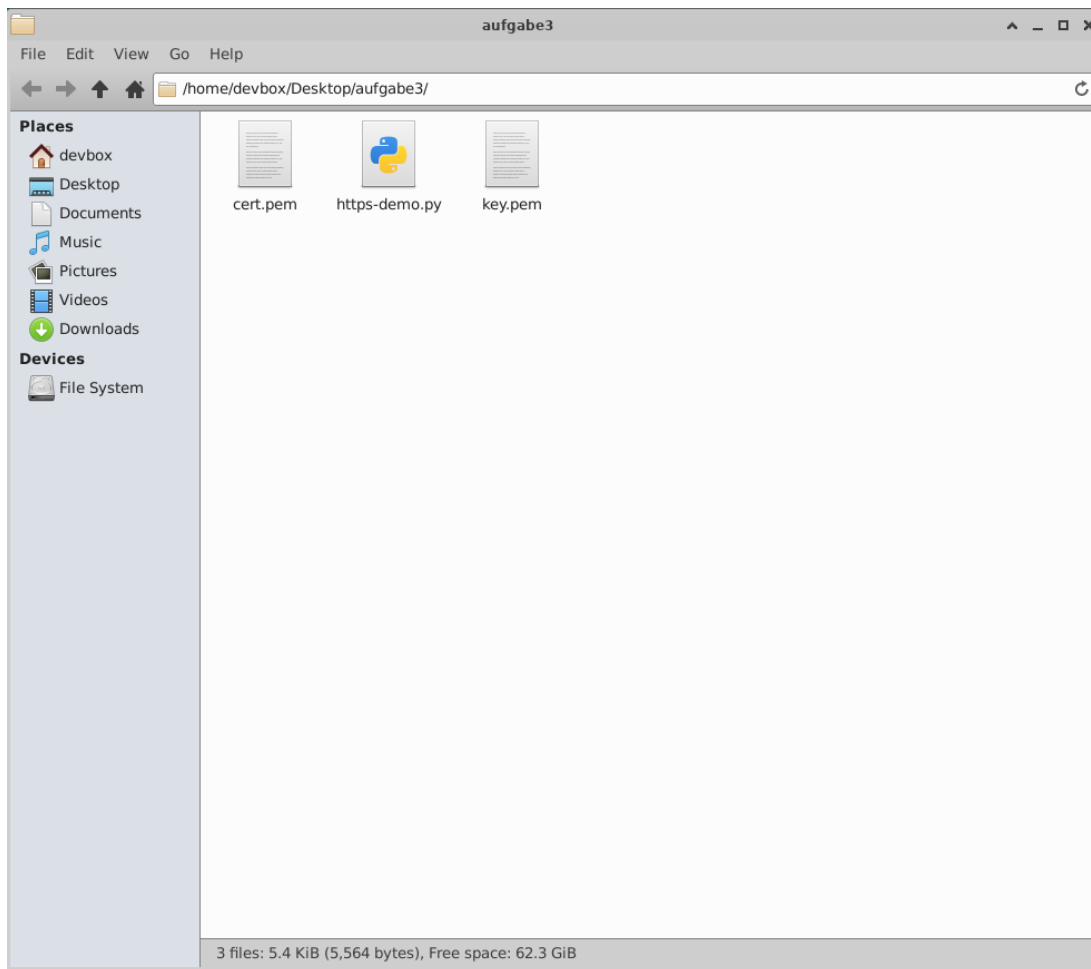 aufgabe3
File Edit View Go Help
/home/devbox/Desktop/aufgabe3/
Places
devbox
Desktop
Documents
Music
Pictures
Videos
Downloads
Devices
File System
cert.pem https-demo.py key.pem
3 files: 5.4 KiB (5,564 bytes), Free space: 62.3 GiB